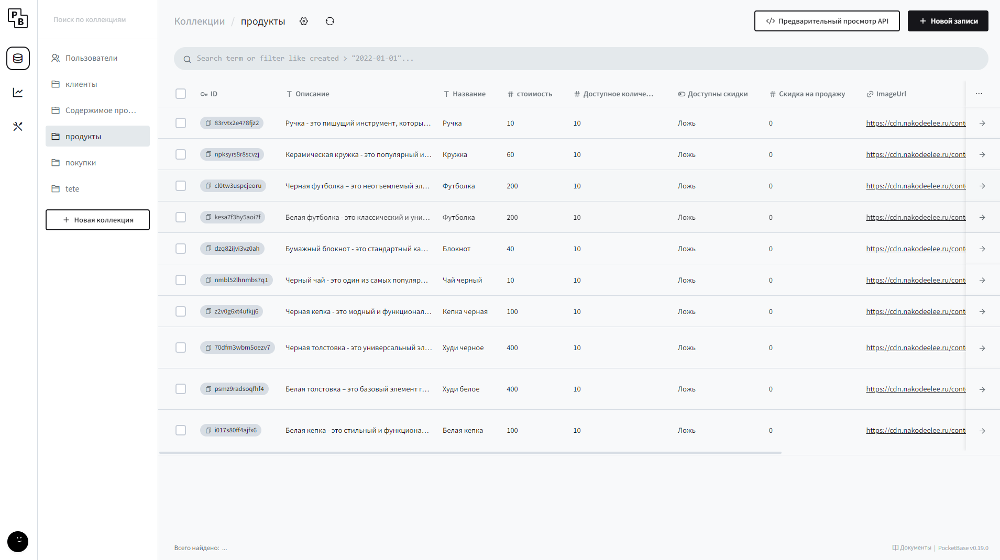 PB
Поиск по коллекциям
Пользователи
клиенты
Содержимое про...
продукты
покупки
tete
+ Новая коллекция
Коллекции / продукты
</> Предварительный просмотр API
+ Новой записи
Search term or filter like created > "2022-01-01"...
ID Описание Название # стоимость # Доступное количе... Доступны скидки # Скидка на продажу ImageUrl ...
83rvtx2e478fjz2 Ручка - это пишущий инструмент, которы... Ручка 10 10 Ложь 0 https://cdn.nakodeelee.ru/cont
npksyrs8r8scvzj Керамическая кружка - это популярный и... Кружка 60 10 Ложь 0 https://cdn.nakodeelee.ru/cont
cl0tw3uspcjeoru Черная футболка – это неотъемлемый эл... Футболка 200 10 Ложь 0 https://cdn.nakodeelee.ru/cont
kesa7f3hy5aoi7f Белая футболка - это классический и уни... Футболка 200 10 Ложь 0 https://cdn.nakodeelee.ru/cont
dzq82ijvi3vz0ah Бумажный блокнот - это стандартный ка... Блокнот 40 10 Ложь 0 https://cdn.nakodeelee.ru/cont
nmbl52lhnmbs7q1 Черный чай - это один из самых популяр... Чай черный 10 10 Ложь 0 https://cdn.nakodeelee.ru/cont
z2v0g6xt4ufkjj6 Черная кепка - это модный и функционал... Кепка черная 100 10 Ложь 0 https://cdn.nakodeelee.ru/cont
70dfm3wbm5oezv7 Черная толстовка - это универсальный эл... Худи черное 400 10 Ложь 0 https://cdn.nakodeelee.ru/cont
psmz9radsoqfhf4 Белая толстовка – это базовый элемент г... Худи белое 400 10 Ложь 0 https://cdn.nakodeelee.ru/cont
i017s80ff4ajfx6 Белая кепка - это стильный и функциона... Белая кепка 100 10 Ложь 0 https://cdn.nakodeelee.ru/cont
Всего найдено: ...
Документы | PocketBase v0.19.0